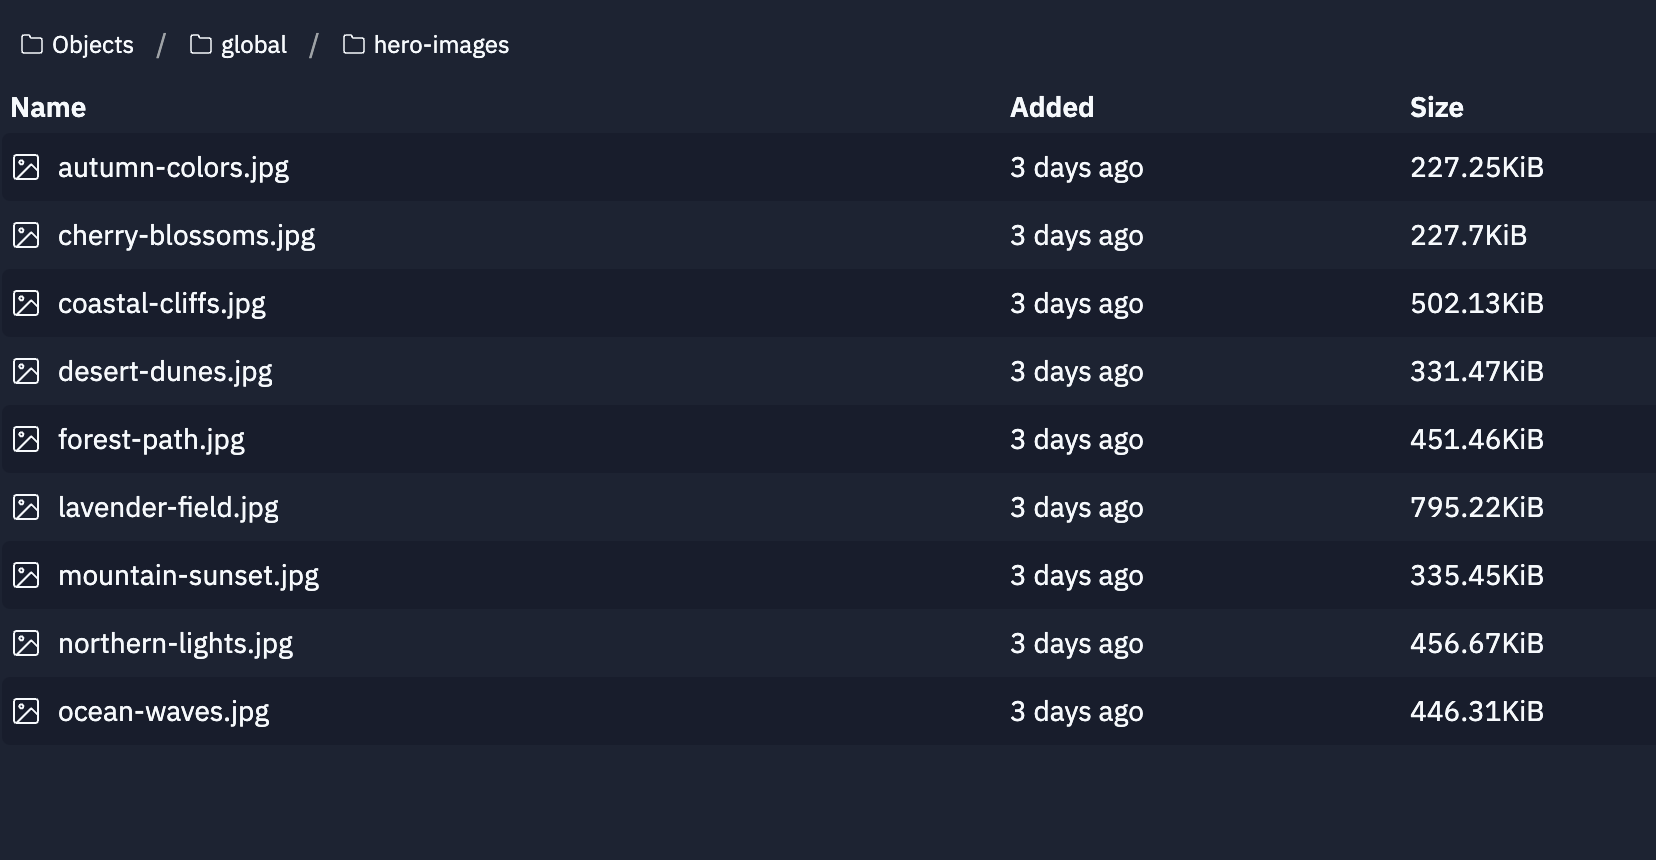 Objects / global / hero-images
Name Added Size
autumn-colors.jpg 3 days ago 227.25KiB
cherry-blossoms.jpg 3 days ago 227.7KiB
coastal-cliffs.jpg 3 days ago 502.13KiB
desert-dunes.jpg 3 days ago 331.47KiB
forest-path.jpg 3 days ago 451.46KiB
lavender-field.jpg 3 days ago 795.22KiB
mountain-sunset.jpg 3 days ago 335.45KiB
northern-lights.jpg 3 days ago 456.67KiB
ocean-waves.jpg 3 days ago 446.31KiB